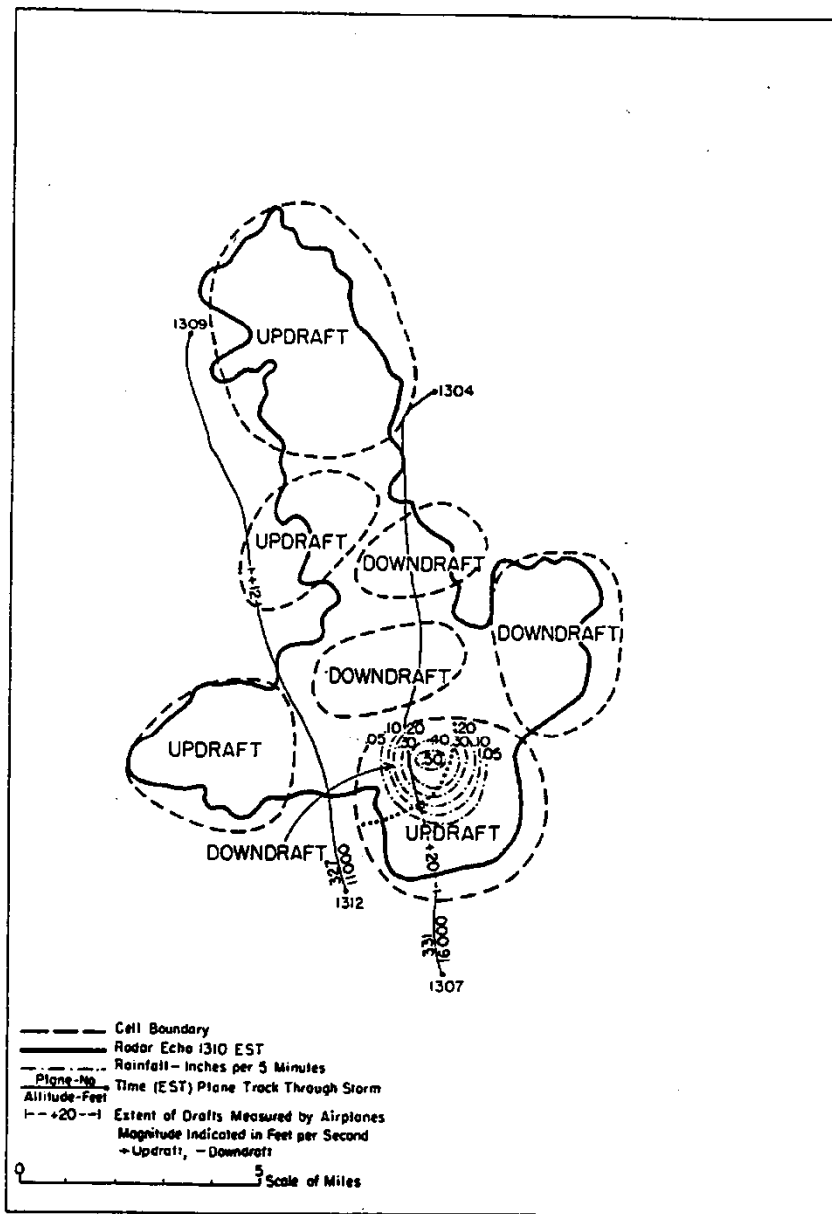 1309
UPDRAFT
1304
UPDRAFT
DOWNDRAFT
+12
DOWNDRAFT
DOWNDRAFT
UPDRAFT
.05 .10 .20 .30 .40 .50 .20 .30 .10 .05
UPDRAFT
DOWNDRAFT
+20
327
11000
1312
331
16000
1307
Cell Boundary
Radar Echo 1310 EST
Rainfall - Inches per 5 Minutes
Plane-No
Altitude-Feet
Time (EST) Plane Track Through Storm
+20
Extent of Drafts Measured by Airplanes
Magnitude Indicated in Feet per Second
+Updraft, -Downdraft
0 5
Scale of Miles